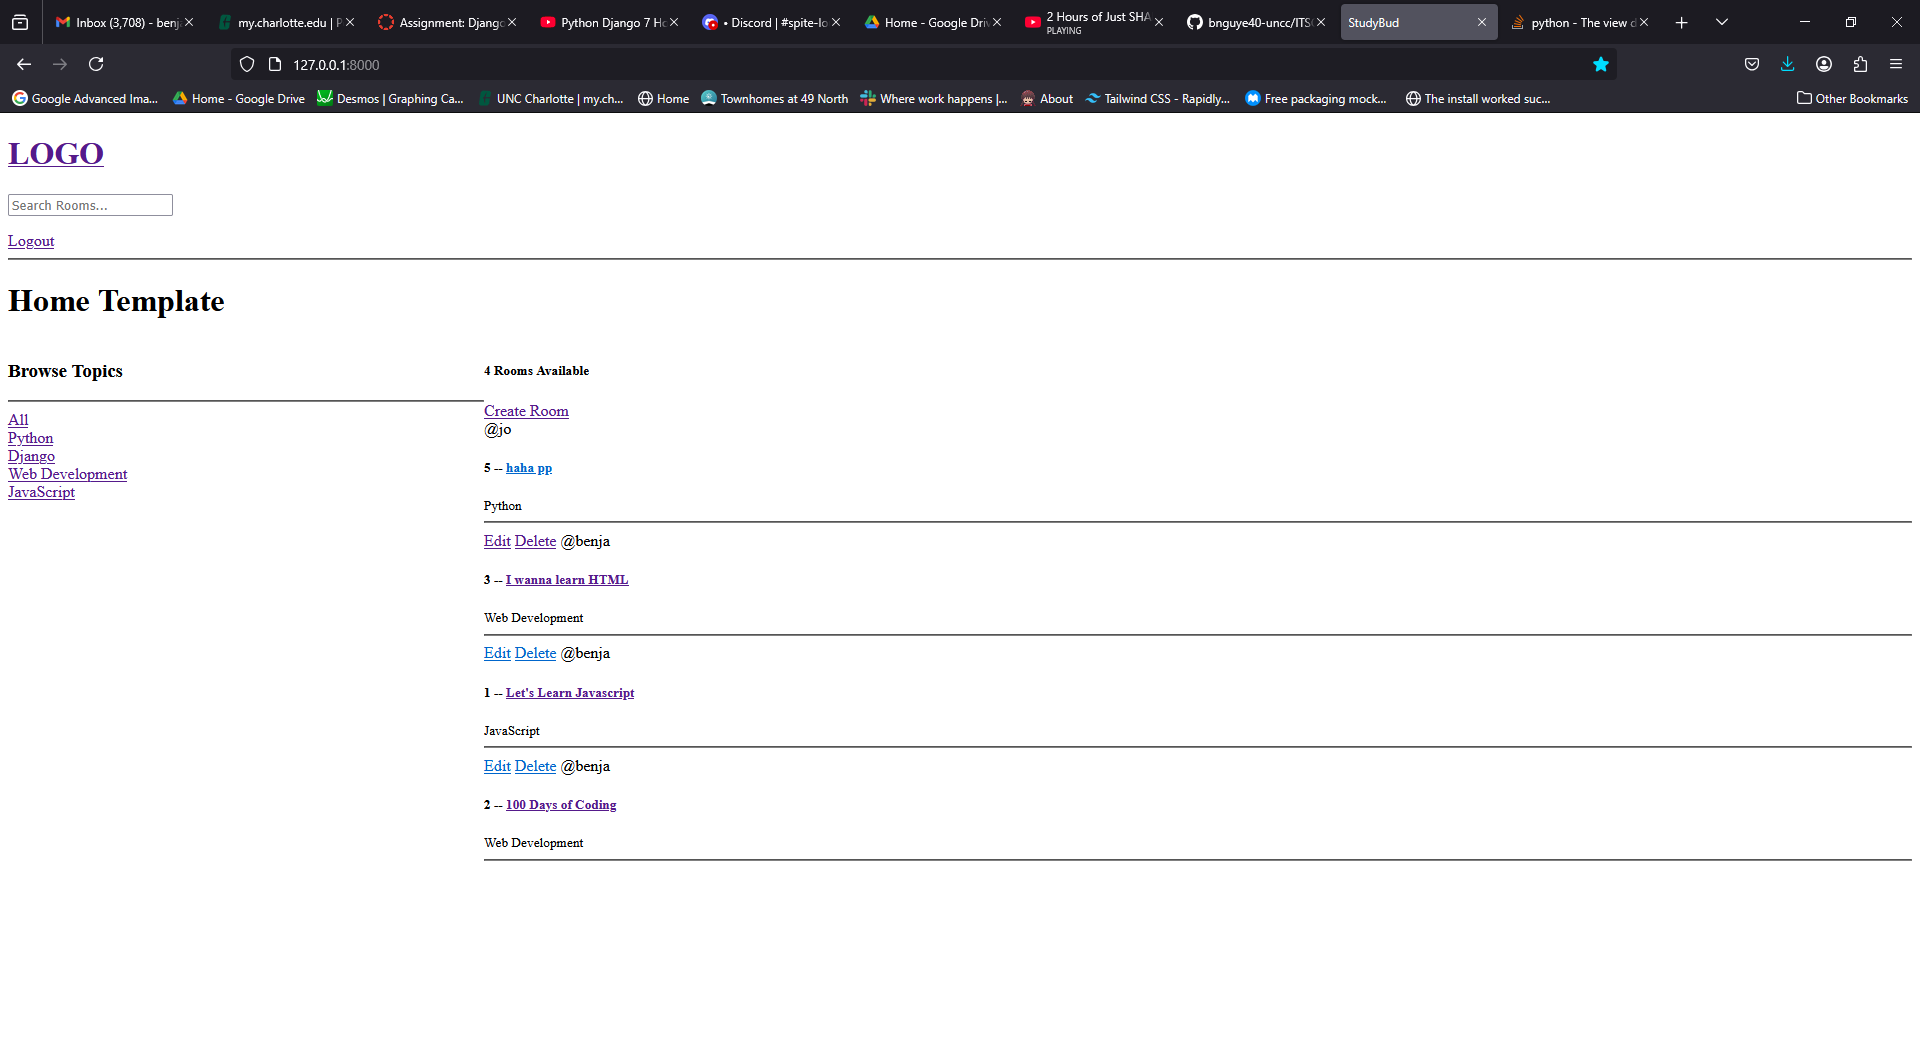 Inbox (3,708) - benj
my.charlotte.edu | P
Assignment: Django
Python Django 7 Ho
• Discord | #spite-lo
Home - Google Driv
2 Hours of Just SHA
PLAYING
bnguye40-uncc/ITS
StudyBud
python - The view d
127.0.0.1:8000
Google Advanced Ima...
Home - Google Drive
Desmos | Graphing Ca...
UNC Charlotte | my.ch...
Home
Townhomes at 49 North
Where work happens |...
About
Tailwind CSS - Rapidly...
Free packaging mock...
The install worked suc...
Other Bookmarks
LOGO
Search Rooms...
Logout
Home Template
Browse Topics
All
Python
Django
Web Development
JavaScript
4 Rooms Available
Create Room
@jo
5 -- haha pp
Python
Edit Delete @benja
3 -- I wanna learn HTML
Web Development
Edit Delete @benja
1 -- Let's Learn Javascript
JavaScript
Edit Delete @benja
2 -- 100 Days of Coding
Web Development